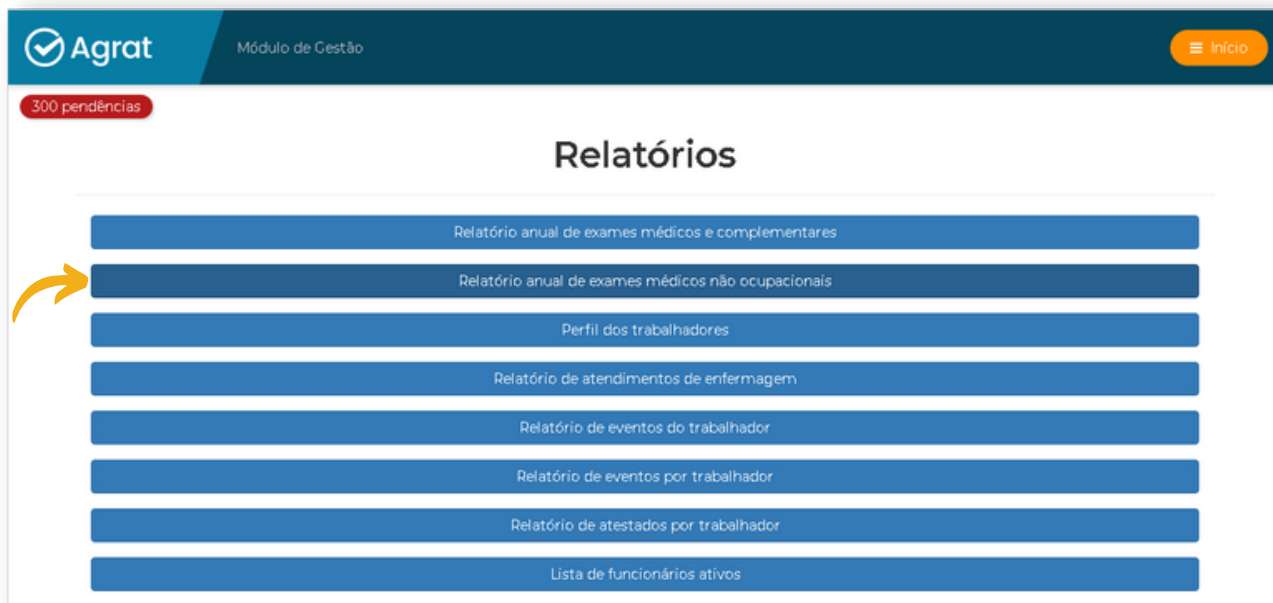 Agrat
Módulo de Gestão
Início
300 pendências
Relatórios
Relatório anual de exames médicos e complementares
Relatório anual de exames médicos não ocupacionais
Perfil dos trabalhadores
Relatório de atendimentos de enfermagem
Relatório de eventos do trabalhador
Relatório de eventos por trabalhador
Relatório de atestados por trabalhador
Lista de funcionários ativos